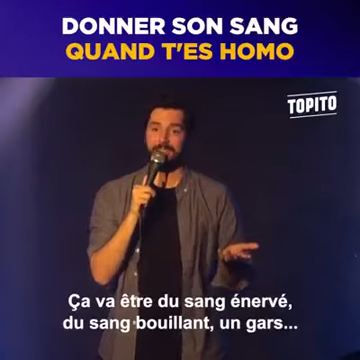 DONNER SON SANG
QUAND T'ES HOMO
TOPITO
Ça va être du sang énervé,
du sang bouillant, un gars...